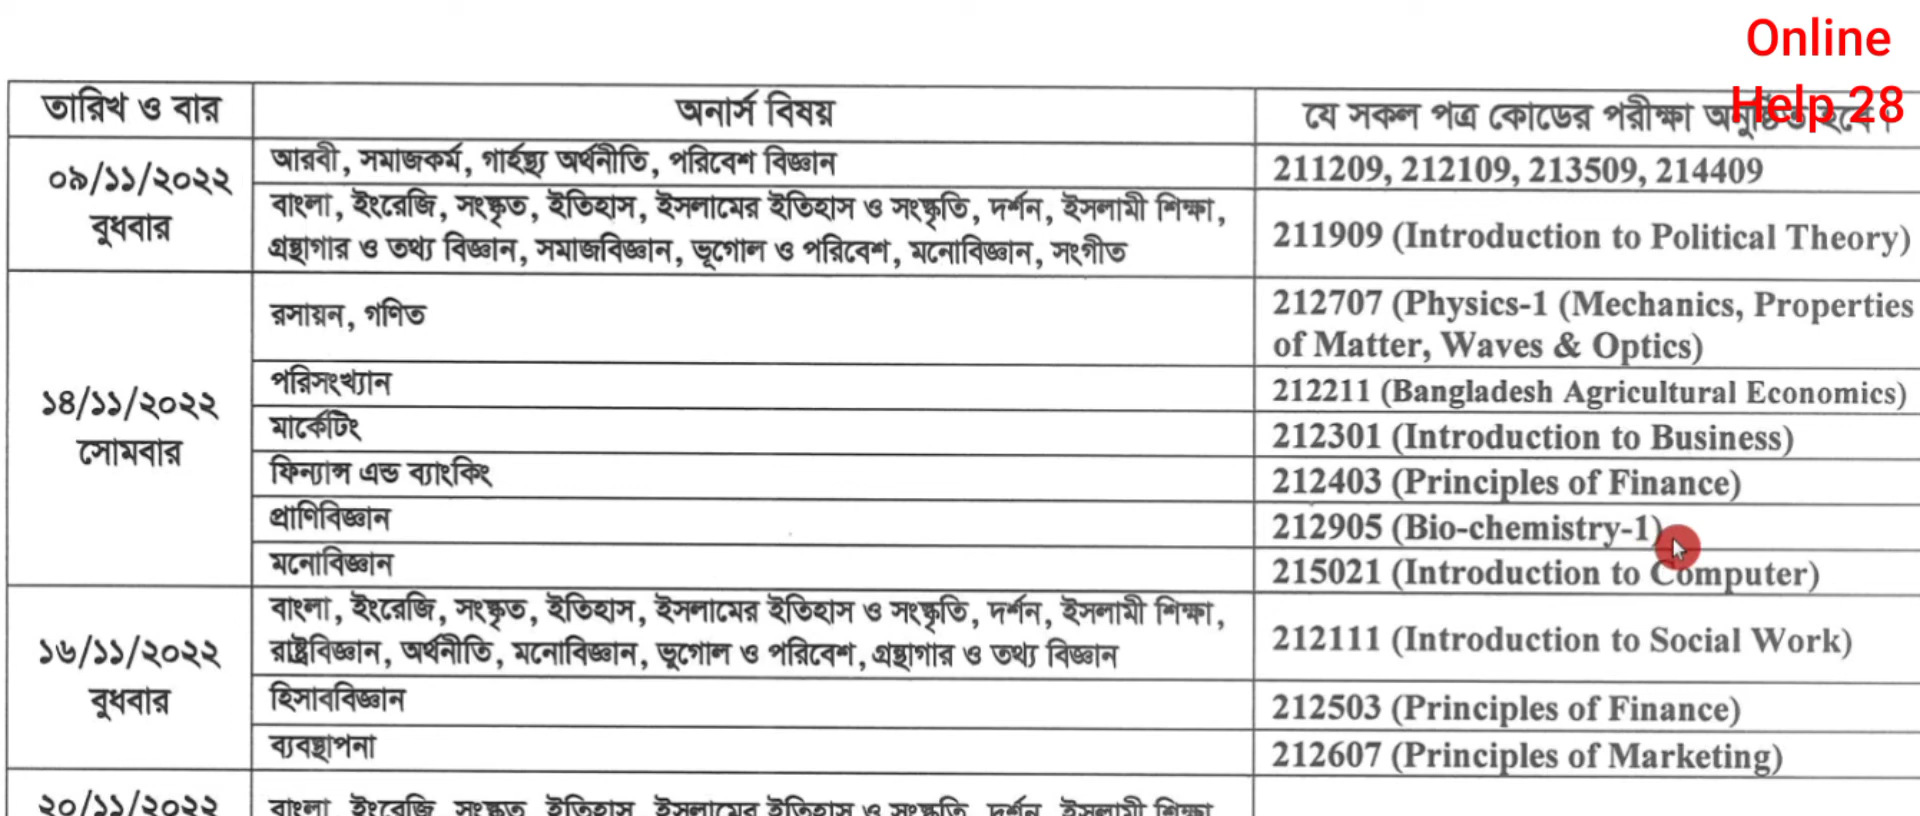 Online
Help 28
তারিখ ও বার
অনার্স বিষয়
যে সকল পত্র কোডের পরীক্ষা অনুষ্ঠিত হবে।
০৯/১১/২০২২
বুধবার
আরবী, সমাজকর্ম, গার্হস্থ্য অর্থনীতি, পরিবেশ বিজ্ঞান
211209, 212109, 213509, 214409
বাংলা, ইংরেজি, সংস্কৃত, ইতিহাস, ইসলামের ইতিহাস ও সংস্কৃতি, দর্শন, ইসলামী শিক্ষা,
গ্রন্থাগার ও তথ্য বিজ্ঞান, সমাজবিজ্ঞান, ভূগোল ও পরিবেশ, মনোবিজ্ঞান, সংগীত
211909 (Introduction to Political Theory)
১৪/১১/২০২২
সোমবার
রসায়ন, গণিত
212707 (Physics-1 (Mechanics, Properties
of Matter, Waves & Optics)
পরিসংখ্যান
212211 (Bangladesh Agricultural Economics)
মার্কেটিং
212301 (Introduction to Business)
ফিন্যান্স এন্ড ব্যাংকিং
212403 (Principles of Finance)
প্রাণিবিজ্ঞান
212905 (Bio-chemistry-1)
মনোবিজ্ঞান
215021 (Introduction to Computer)
১৬/১১/২০২২
বুধবার
বাংলা, ইংরেজি, সংস্কৃত, ইতিহাস, ইসলামের ইতিহাস ও সংস্কৃতি, দর্শন, ইসলামী শিক্ষা,
রাষ্ট্রবিজ্ঞান, অর্থনীতি, মনোবিজ্ঞান, ভূগোল ও পরিবেশ, গ্রন্থাগার ও তথ্য বিজ্ঞান
212111 (Introduction to Social Work)
হিসাববিজ্ঞান
212503 (Principles of Finance)
ব্যবস্থাপনা
212607 (Principles of Marketing)
২০/১১/২০২২
বাংলা, ইংরেজি, সংস্কৃত, ইতিহাস, ইসলামের ইতিহাস ও সংস্কৃতি, দর্শন, ইসলামী শিক্ষা,